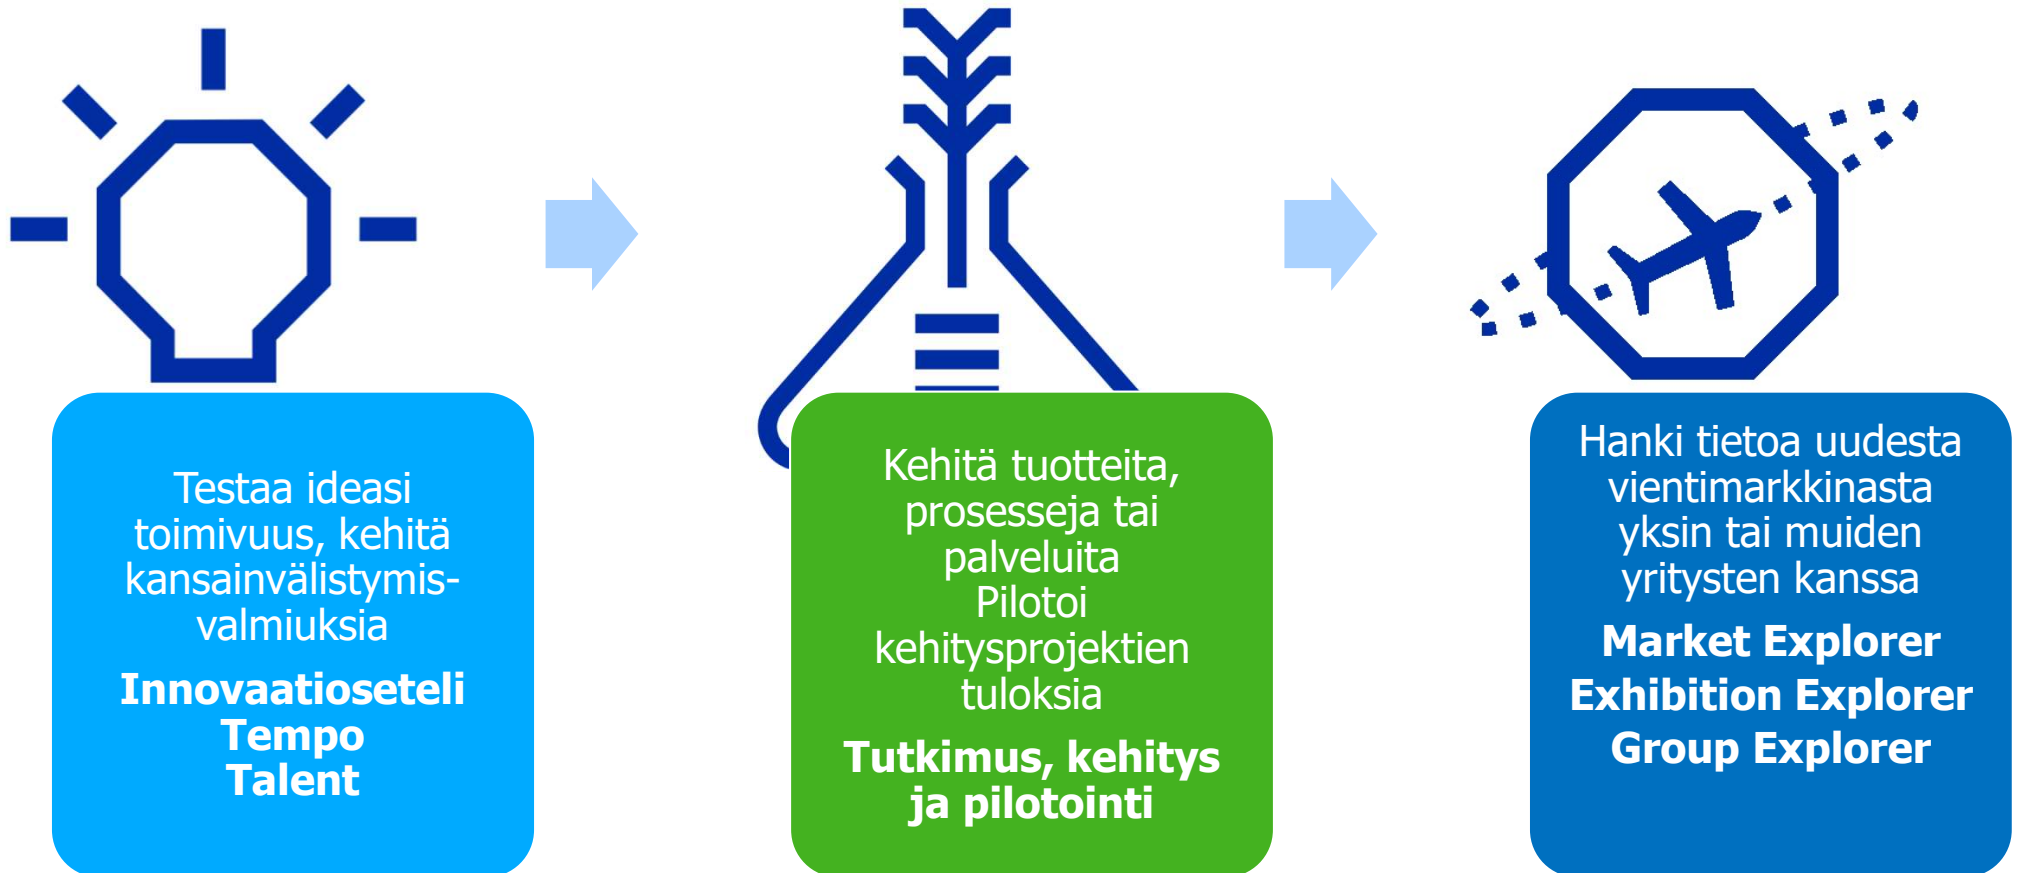 Testaa ideasi
toimivuus, kehitä
kansainvälistymis-
valmiuksia
Innovaatioseteli
Tempo
Talent
Kehitä tuotteita,
prosesseja tai
palveluita
Pilotoi
kehitysprojektien
tuloksia
Tutkimus, kehitys
ja pilotointi
Hanki tietoa uudesta
vientimarkkinasta
yksin tai muiden
yritysten kanssa
Market Explorer
Exhibition Explorer
Group Explorer